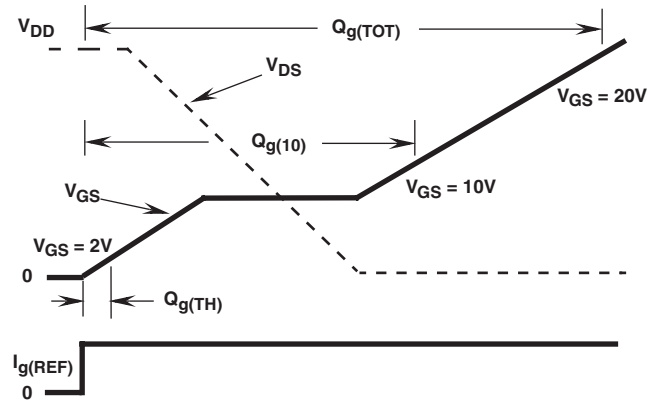 V_DD
Q_g(TOT)
V_DS
V_GS = 20V
Q_g(10)
V_GS = 10V
V_GS
V_GS = 2V
0
Q_g(TH)
I_g(REF)
0